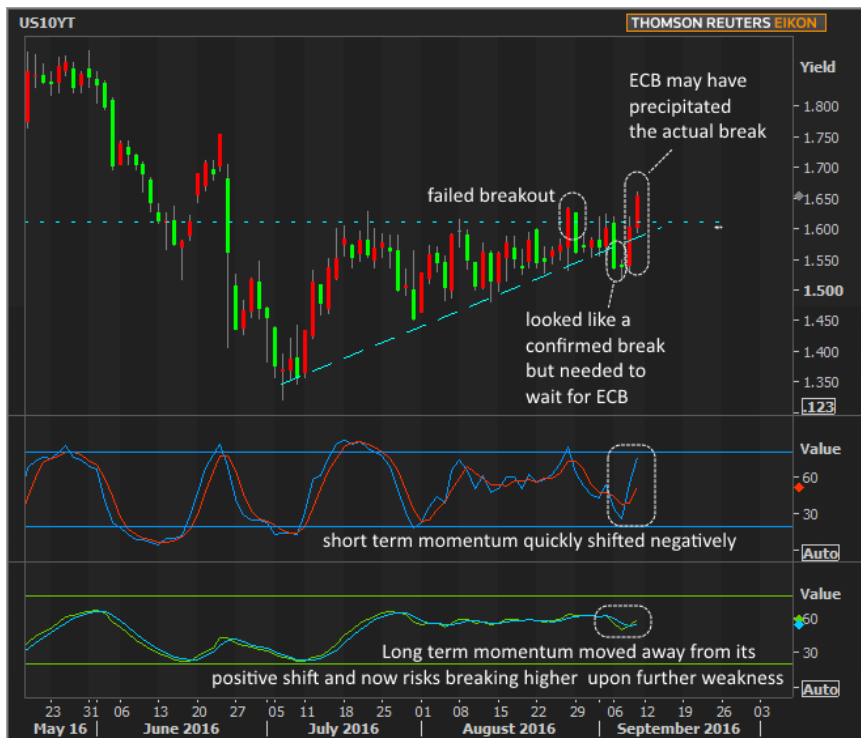 US10YT
THOMSON REUTERS EIKON
Yield
ECB may have
precipitated
the actual break
1.800
1.750
1.700
failed breakout
1.650
1.600
1.550
1.500
looked like a
confirmed break
but needed to
wait for ECB
1.450
1.400
1.350
.123
Value
60
30
short term momentum quickly shifted negatively
Auto
Value
60
30
Long term momentum moved away from its
positive shift and now risks breaking higher upon further weakness
Auto
23 31 06 13 20 27 05 11 18 25 01 08 15 22 29 06 12 19 26 03
May 16 June 2016 July 2016 August 2016 September 2016